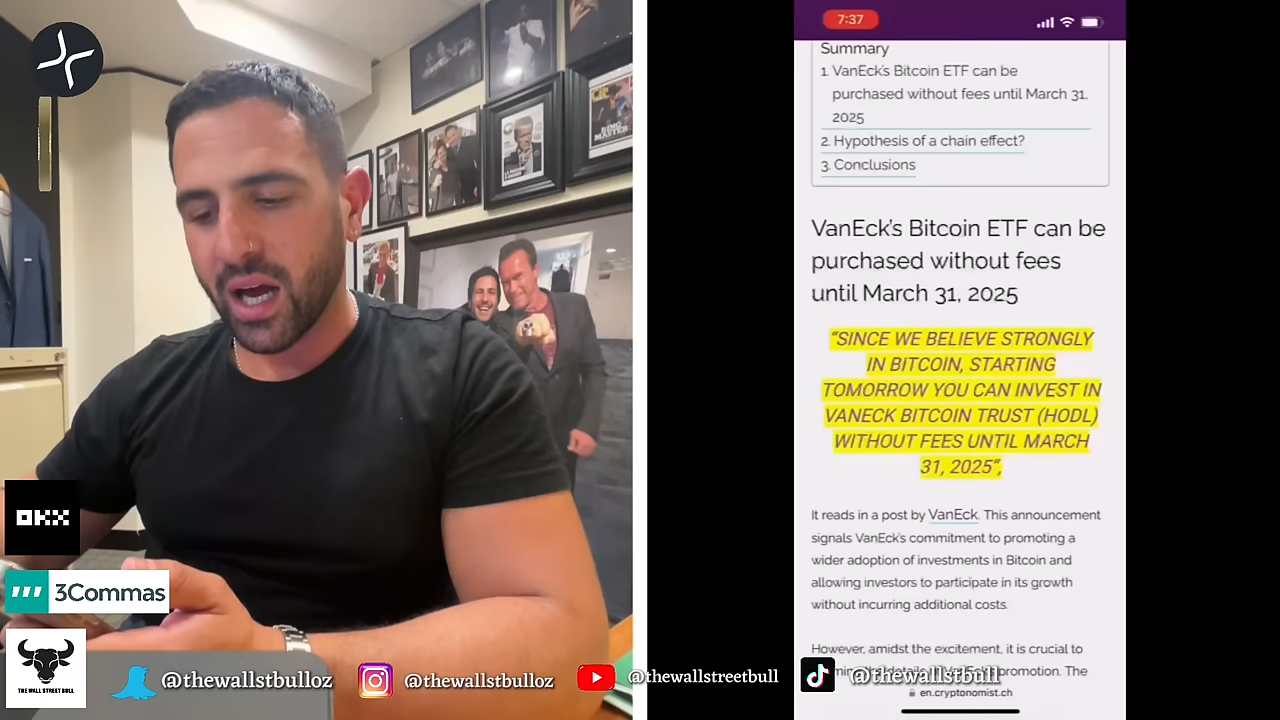 7:37
Summary
1. VanEck's Bitcoin ETF can be
purchased without fees until March 31,
2025
2. Hypothesis of a chain effect?
3. Conclusions
VanEck's Bitcoin ETF can be
purchased without fees
until March 31, 2025
"SINCE WE BELIEVE STRONGLY
IN BITCOIN, STARTING
TOMORROW YOU CAN INVEST IN
VANECK BITCOIN TRUST (HODL)
WITHOUT FEES UNTIL MARCH
31, 2025",
It reads in a post by VanEck. This announcement
signals VanEck's commitment to promoting a
wider adoption of investments in Bitcoin and
allowing investors to participate in its growth
without incurring additional costs.
However, amidst the excitement, it is crucial to
promotion. The
en.cryptonomist.ch
RING
MASTER
OKX
3Commas
THE WALL STREET BULL
@thewallstbulloz
@thewallstbulloz
@thewallstreetbull
@thewallstbull